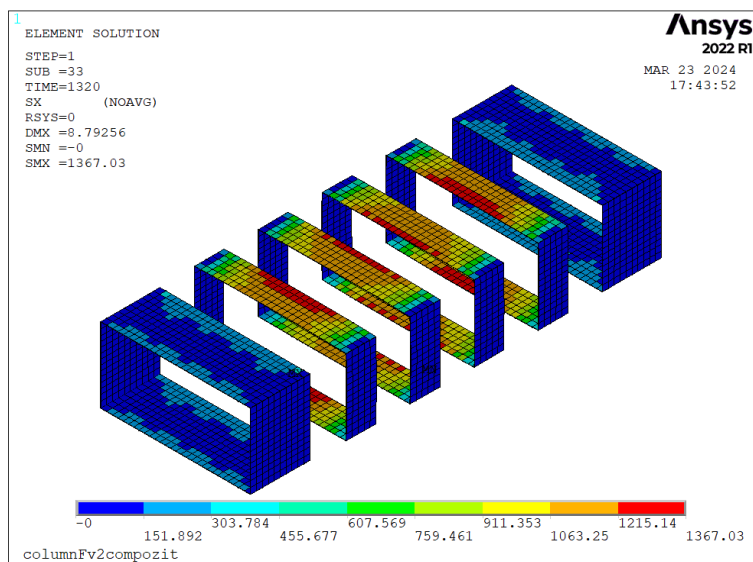 1
ELEMENT SOLUTION
STEP=1
SUB =33
TIME=1320
SX (NOAVG)
RSYS=0
DMX =8.79256
SMN =-0
SMX =1367.03
Ansys
2022 R1
MAR 23 2024
17:43:52
-0 303.784 607.569 911.353 1215.14
151.892 455.677 759.461 1063.25 1367.03
columnFv2compozit